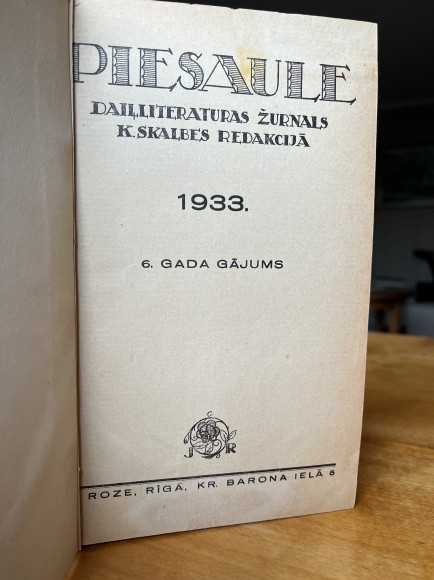 PIESAULE
DAIĻLITERATURAS ŽURNALS
K. SKALBES REDAKCIJĀ
1933.
6. GADA GĀJUMS
J R
ROZE, RĪGĀ, KR. BARONA IELĀ 5